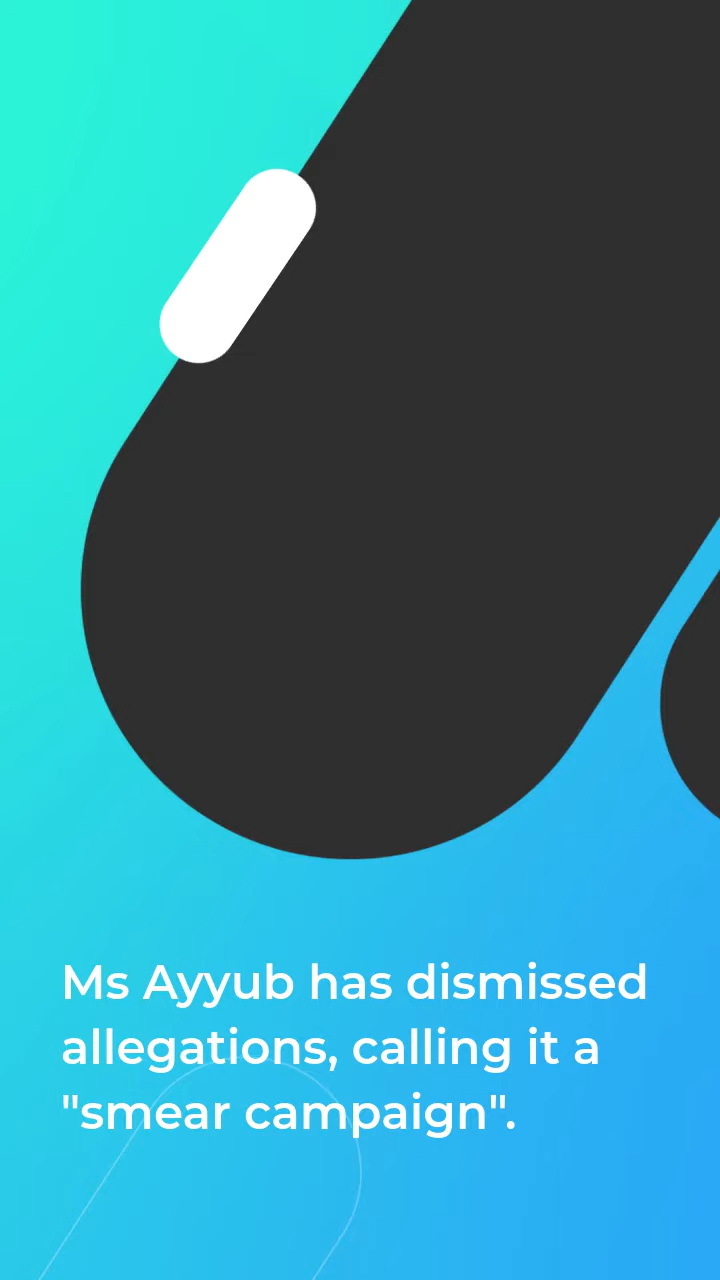 Ms Ayyub has dismissed
allegations, calling it a
"smear campaign".